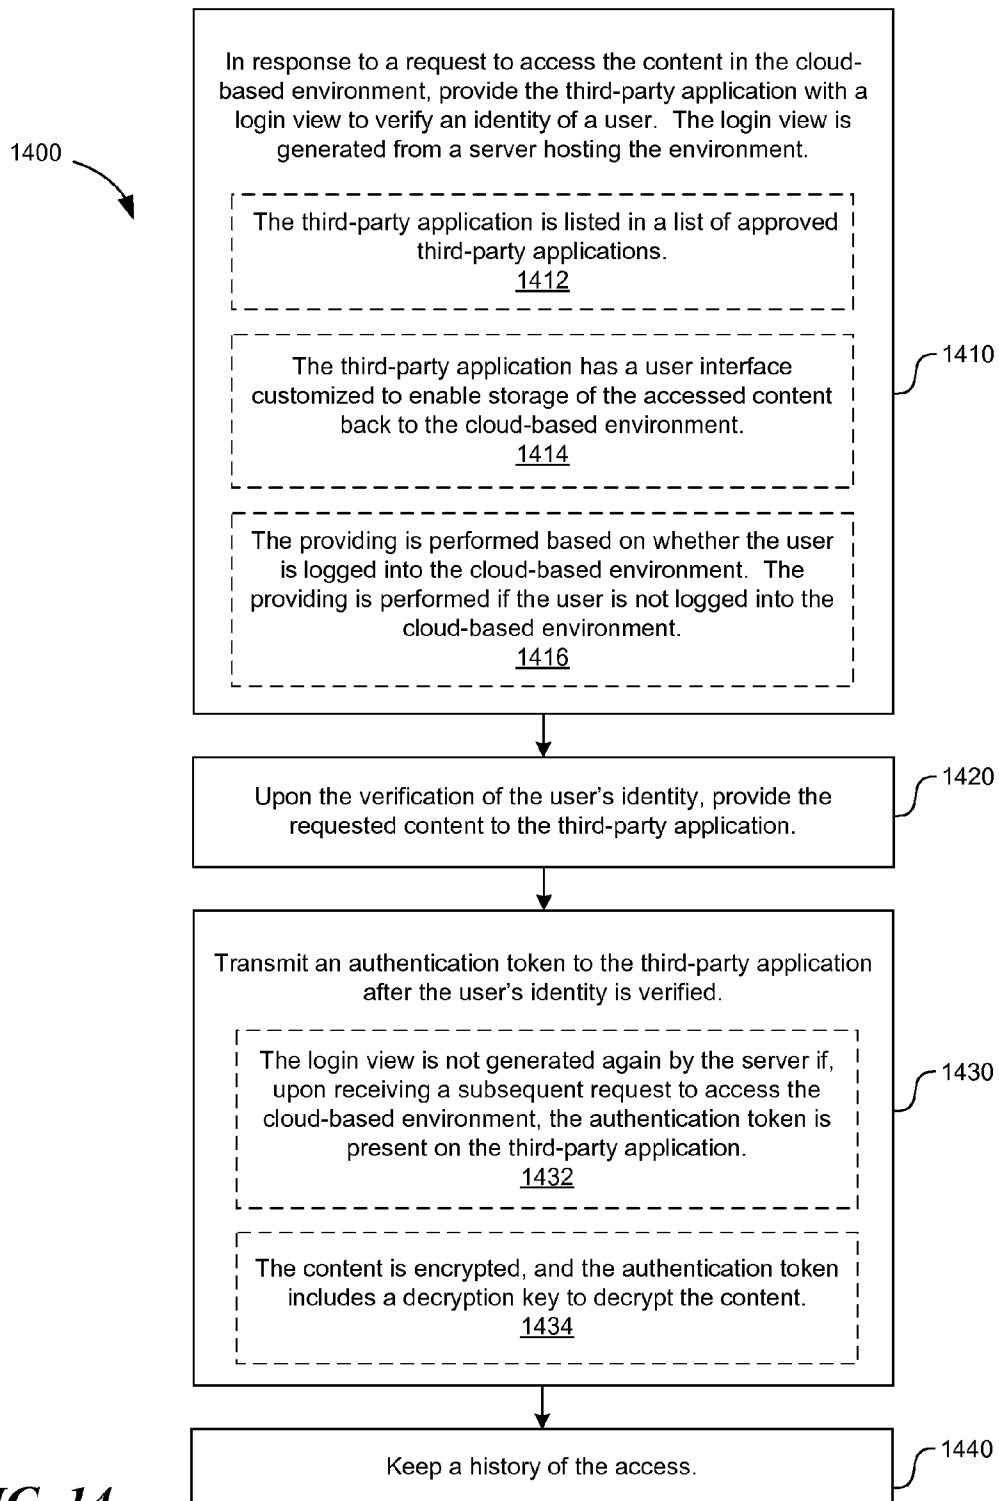 In response to a request to access the content in the cloud-
based environment, provide the third-party application with a
login view to verify an identity of a user. The login view is
generated from a server hosting the environment.
1400
The third-party application is listed in a list of approved
third-party applications.
1412
The third-party application has a user interface
customized to enable storage of the accessed content
back to the cloud-based environment.
1414
1410
The providing is performed based on whether the user
is logged into the cloud-based environment. The
providing is performed if the user is not logged into the
cloud-based environment.
1416
Upon the verification of the user's identity, provide the
requested content to the third-party application.
1420
Transmit an authentication token to the third-party application
after the user's identity is verified.
The login view is not generated again by the server if,
upon receiving a subsequent request to access the
cloud-based environment, the authentication token is
present on the third-party application.
1432
1430
The content is encrypted, and the authentication token
includes a decryption key to decrypt the content.
1434
Keep a history of the access.
1440